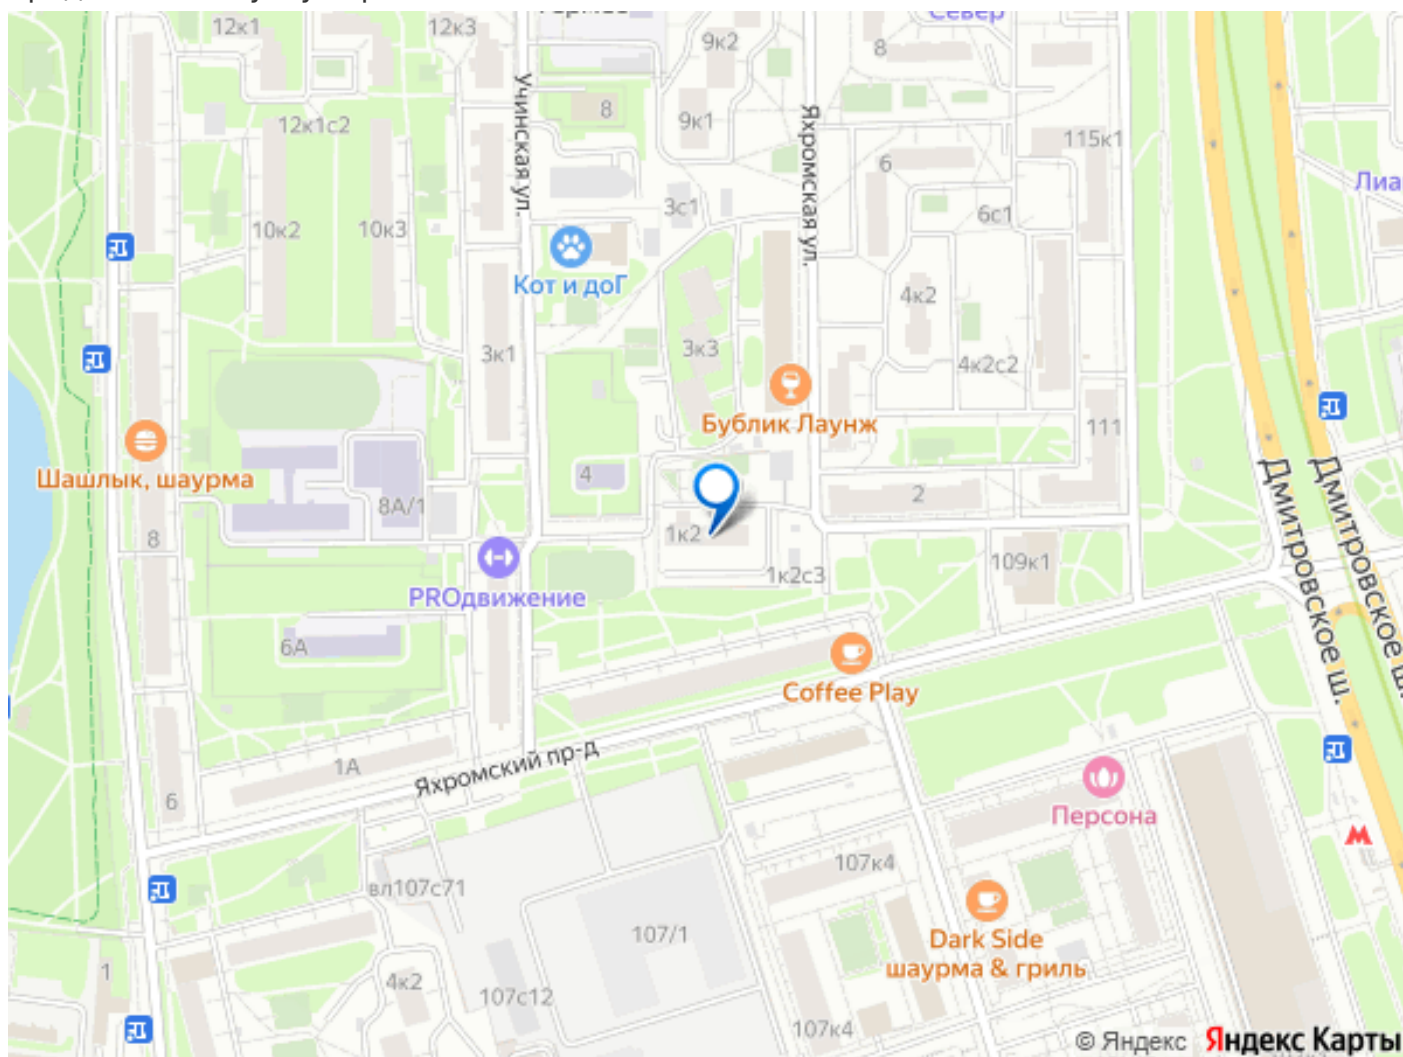 12к1
12к3
Север
9к2
8
8
12к1с2
9к1
115к1
Учинская ул.
Яхромская ул.
6
Лиа
3с1
6с1
10к2
10к3
Кот и доГ
4к2
3к1
3к3
4к2с2
Бублик Лаунж
111
Шашлык, шаурма
4
2
8А/1
8
1к2
1к2с3
109к1
PROдвижение
Дмитровское ш.
Дмитровское ш.
6А
Coffee Play
Яхромский пр-д
1А
6
Персона
107к4
вл107с71
107/1
Dark Side
шаурма & гриль
1
4к2
107с12
107к4
© Яндекс Яндекс Карты